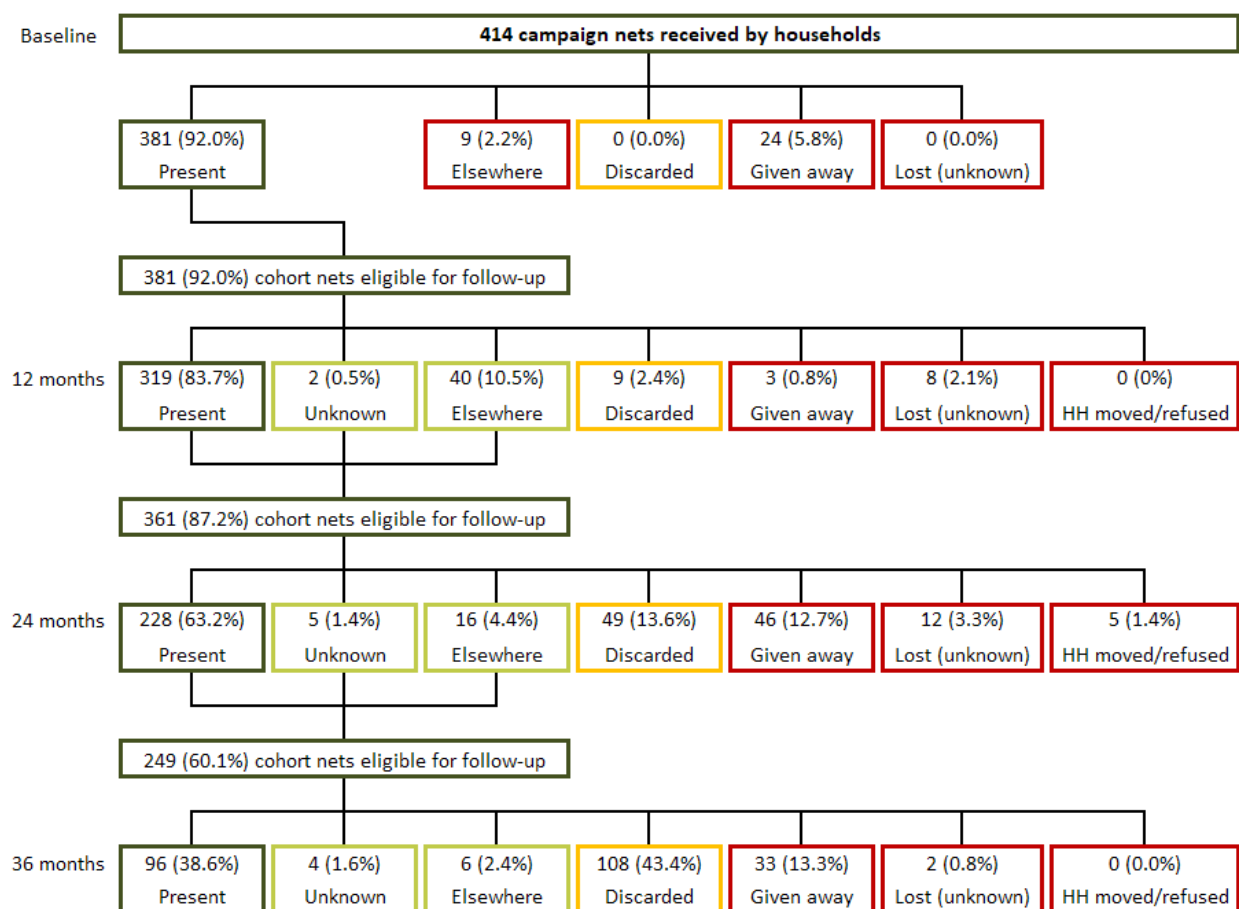 Baseline
414 campaign nets received by households
381 (92.0%)
Present
9 (2.2%)
Elsewhere
0 (0.0%)
Discarded
24 (5.8%)
Given away
0 (0.0%)
Lost (unknown)
381 (92.0%) cohort nets eligible for follow-up
12 months
319 (83.7%)
Present
2 (0.5%)
Unknown
40 (10.5%)
Elsewhere
9 (2.4%)
Discarded
3 (0.8%)
Given away
8 (2.1%)
Lost (unknown)
0 (0%)
HH moved/refused
361 (87.2%) cohort nets eligible for follow-up
24 months
228 (63.2%)
Present
5 (1.4%)
Unknown
16 (4.4%)
Elsewhere
49 (13.6%)
Discarded
46 (12.7%)
Given away
12 (3.3%)
Lost (unknown)
5 (1.4%)
HH moved/refused
249 (60.1%) cohort nets eligible for follow-up
36 months
96 (38.6%)
Present
4 (1.6%)
Unknown
6 (2.4%)
Elsewhere
108 (43.4%)
Discarded
33 (13.3%)
Given away
2 (0.8%)
Lost (unknown)
0 (0.0%)
HH moved/refused